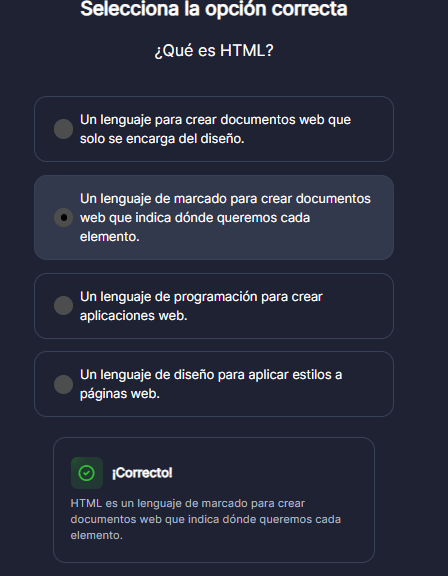 Selecciona la opción correcta
¿Qué es HTML?
Un lenguaje para crear documentos web que
solo se encarga del diseño.
Un lenguaje de marcado para crear documentos
web que indica dónde queremos cada
elemento.
Un lenguaje de programación para crear
aplicaciones web.
Un lenguaje de diseño para aplicar estilos a
páginas web.
¡Correcto!
HTML es un lenguaje de marcado para crear
documentos web que indica dónde queremos cada
elemento.